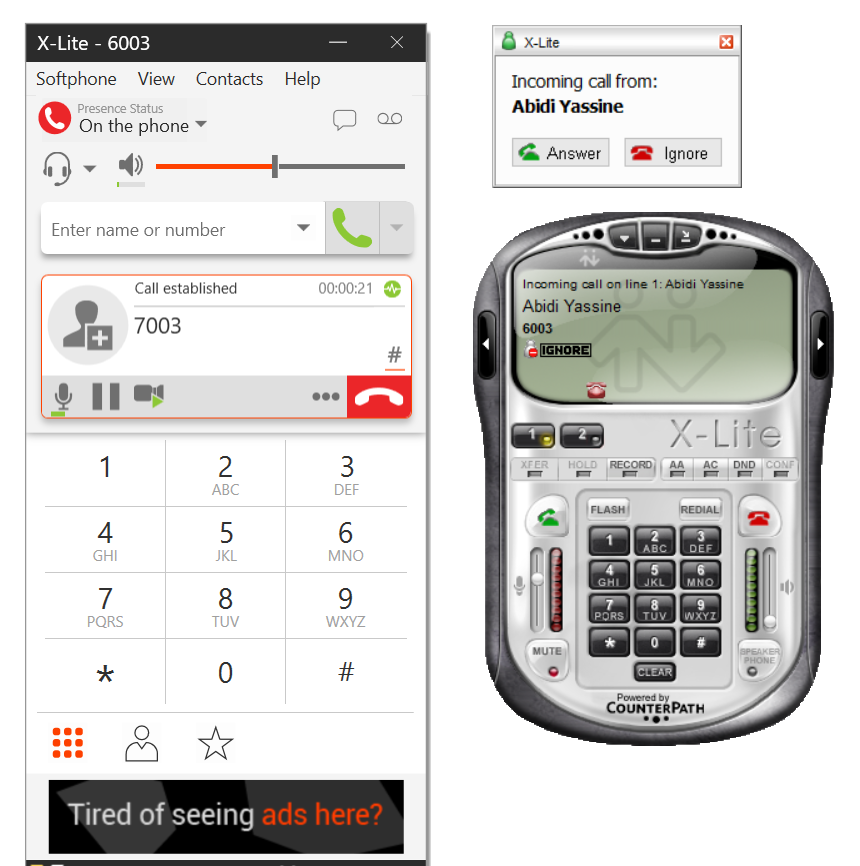 X-Lite - 6003
Softphone View Contacts Help
Presence Status
On the phone
Enter name or number
Call established 00:00:21
7003
#
1 2 3
ABC DEF
4 5 6
GHI JKL MNO
7 8 9
PQRS TUV WXYZ
* 0 #
Tired of seeing ads here?
X-Lite
Incoming call from:
Abidi Yassine
Answer Ignore
Incoming call on line 1: Abidi Yassine
Abidi Yassine
6003
IGNORE
1 2 X-Lite
XFER HOLD RECORD AA AC DND CONF
FLASH REDIAL
1 2 3
ABC DEF
4 5 6
GHI JKL MNO
7 8 9
PQRS TUV WXYZ
* 0 #
MUTE SPEAKER
PHONE
CLEAR
Powered by
COUNTERPATH